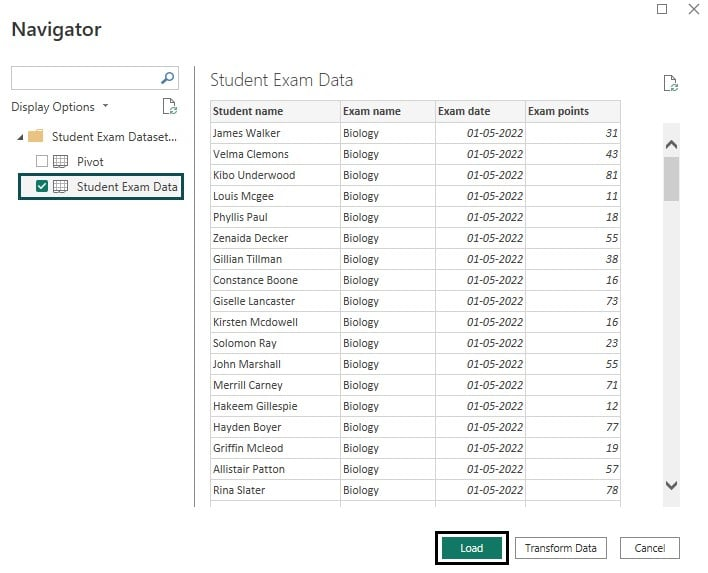 Navigator
Display Options
Student Exam Dataset...
Pivot
Student Exam Data
Student Exam Data
Student name Exam name Exam date Exam points
James Walker Biology 01-05-2022 31
Velma Clemons Biology 01-05-2022 43
Kibo Underwood Biology 01-05-2022 81
Louis Mcgee Biology 01-05-2022 11
Phyllis Paul Biology 01-05-2022 18
Zenaida Decker Biology 01-05-2022 55
Gillian Tillman Biology 01-05-2022 38
Constance Boone Biology 01-05-2022 16
Giselle Lancaster Biology 01-05-2022 73
Kirsten Mcdowell Biology 01-05-2022 16
Solomon Ray Biology 01-05-2022 23
John Marshall Biology 01-05-2022 55
Merrill Carney Biology 01-05-2022 71
Hakeem Gillespie Biology 01-05-2022 12
Hayden Boyer Biology 01-05-2022 77
Griffin Mcleod Biology 01-05-2022 19
Allistair Patton Biology 01-05-2022 57
Rina Slater Biology 01-05-2022 78
Load Transform Data Cancel